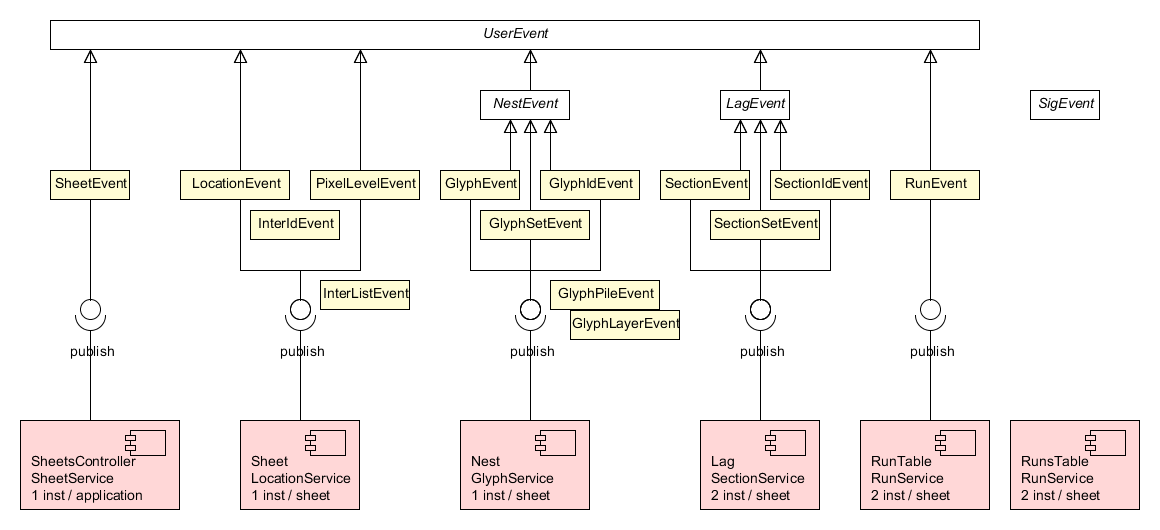 UserEvent
NestEvent
LagEvent
SigEvent
SheetEvent
LocationEvent
PixelLevelEvent
GlyphEvent
GlyphIdEvent
SectionEvent
SectionIdEvent
RunEvent
InterIdEvent
GlyphSetEvent
SectionSetEvent
InterListEvent
GlyphPileEvent
GlyphLayerEvent
publish
publish
publish
publish
publish
SheetsController
SheetService
1 inst / application
Sheet
LocationService
1 inst / sheet
Nest
GlyphService
1 inst / sheet
Lag
SectionService
2 inst / sheet
RunTable
RunService
2 inst / sheet
RunsTable
RunService
2 inst / sheet